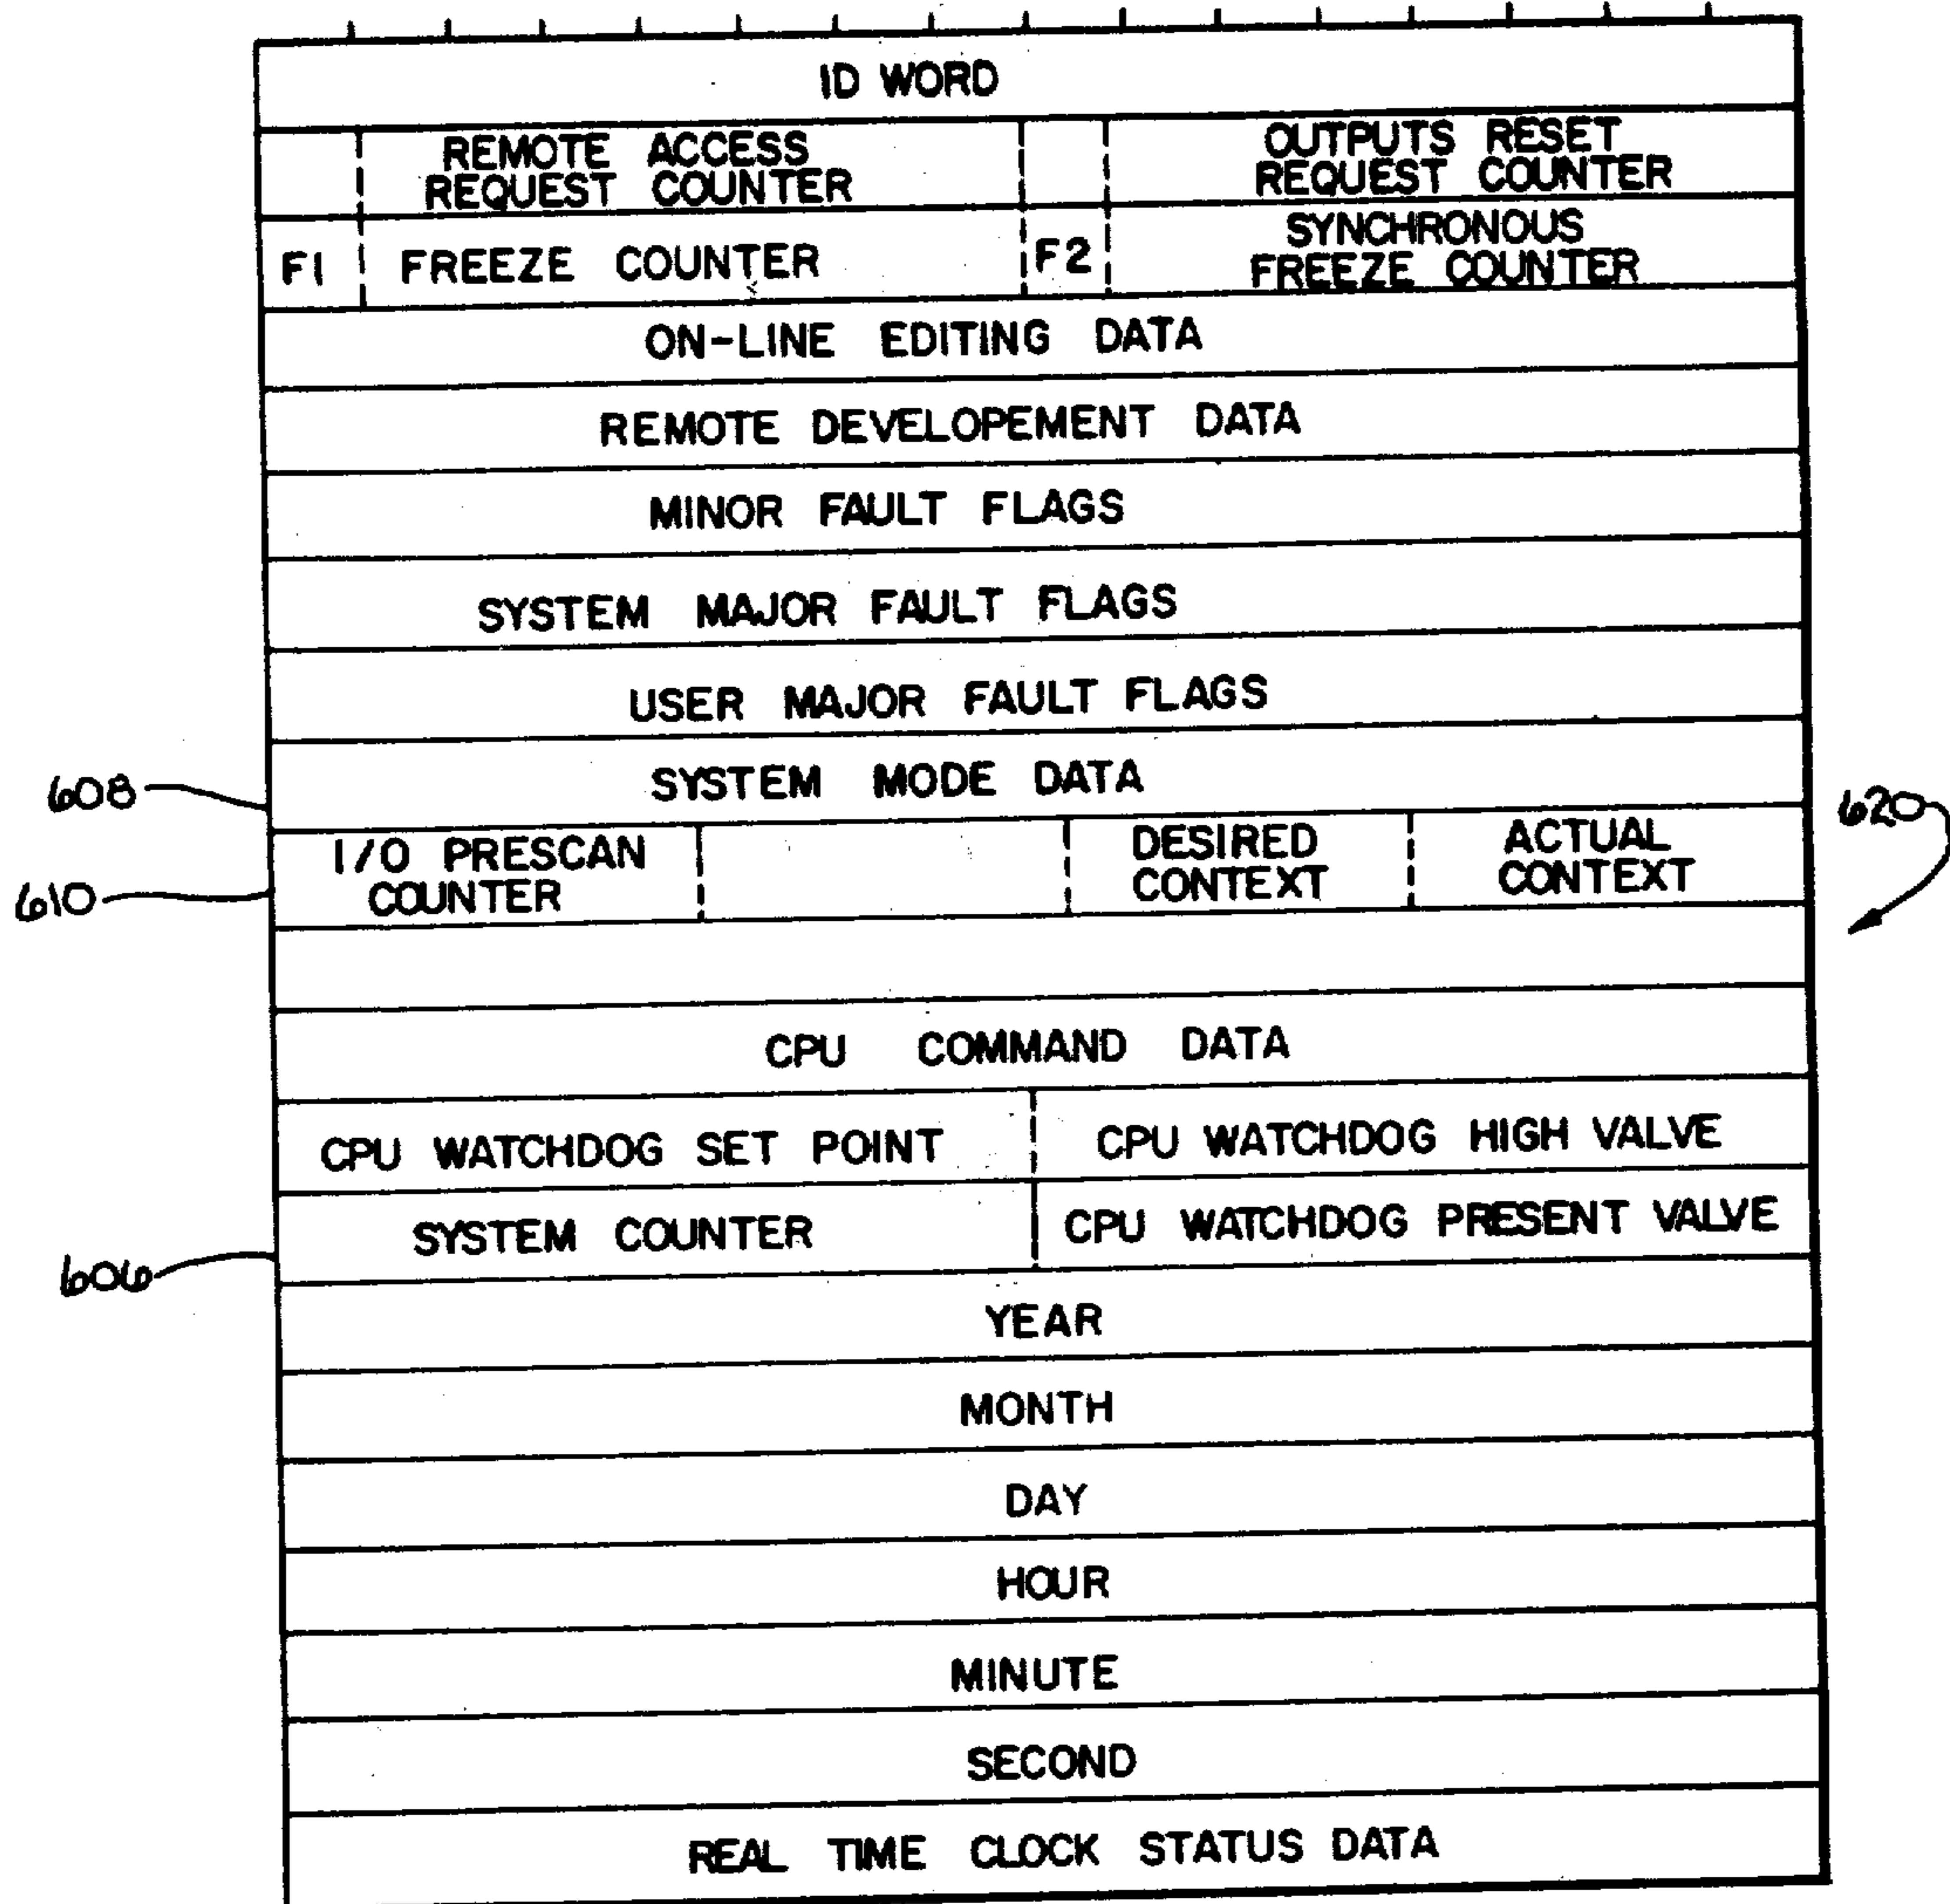 ID WORD
REMOTE ACCESS
REQUEST COUNTER
OUTPUTS RESET
REQUEST COUNTER
F1
FREEZE COUNTER
F2
SYNCHRONOUS
FREEZE COUNTER
ON-LINE EDITING DATA
REMOTE DEVELOPEMENT DATA
MINOR FAULT FLAGS
SYSTEM MAJOR FAULT FLAGS
USER MAJOR FAULT FLAGS
SYSTEM MODE DATA
608
620
I/O PRESCAN
COUNTER
DESIRED
CONTEXT
ACTUAL
CONTEXT
610
CPU COMMAND DATA
CPU WATCHDOG SET POINT
CPU WATCHDOG HIGH VALVE
SYSTEM COUNTER
CPU WATCHDOG PRESENT VALVE
606
YEAR
MONTH
DAY
HOUR
MINUTE
SECOND
REAL TIME CLOCK STATUS DATA